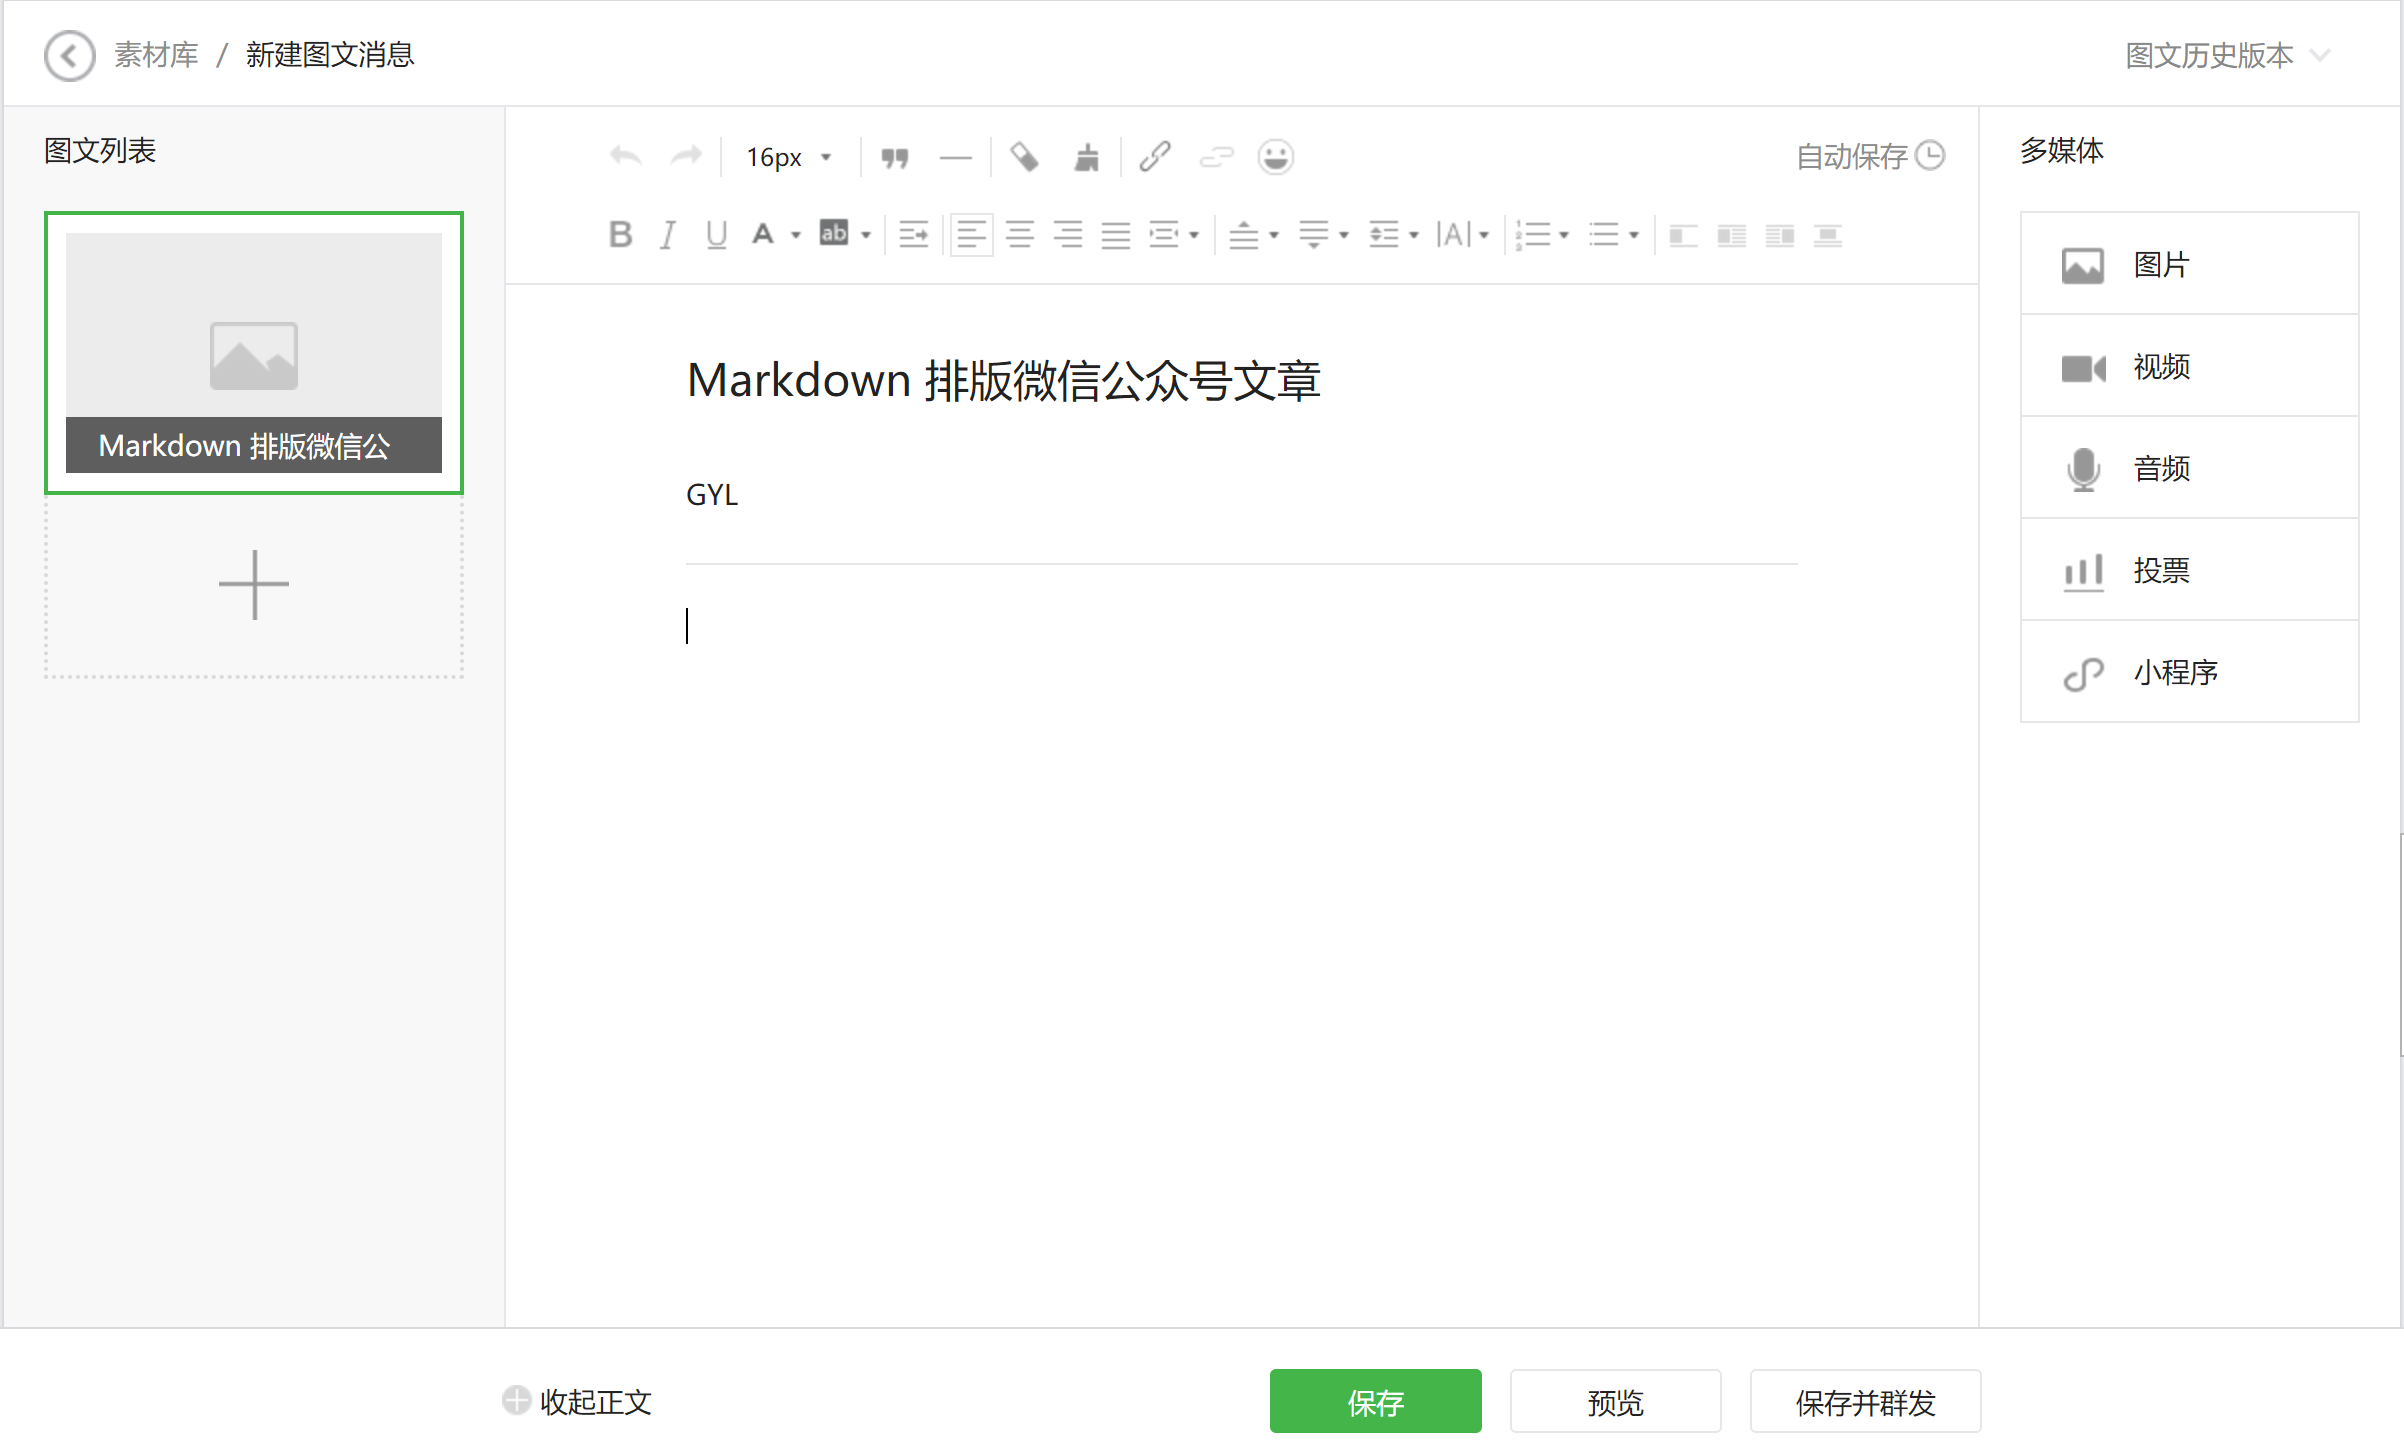 素材库 / 新建图文消息
图文历史版本
图文列表
Markdown 排版微信公
16px
自动保存
B I U A ab
|A|
Markdown 排版微信公众号文章
GYL
多媒体
图片
视频
音频
投票
小程序
收起正文
保存
预览
保存并群发